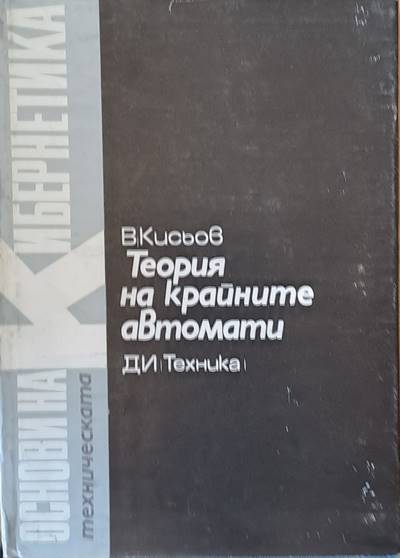 ОСНОВИ НА КИБЕРНЕТИКА
техническата
В.Кисьов
Теория
на крайните
автомати
ДИ |Техника|